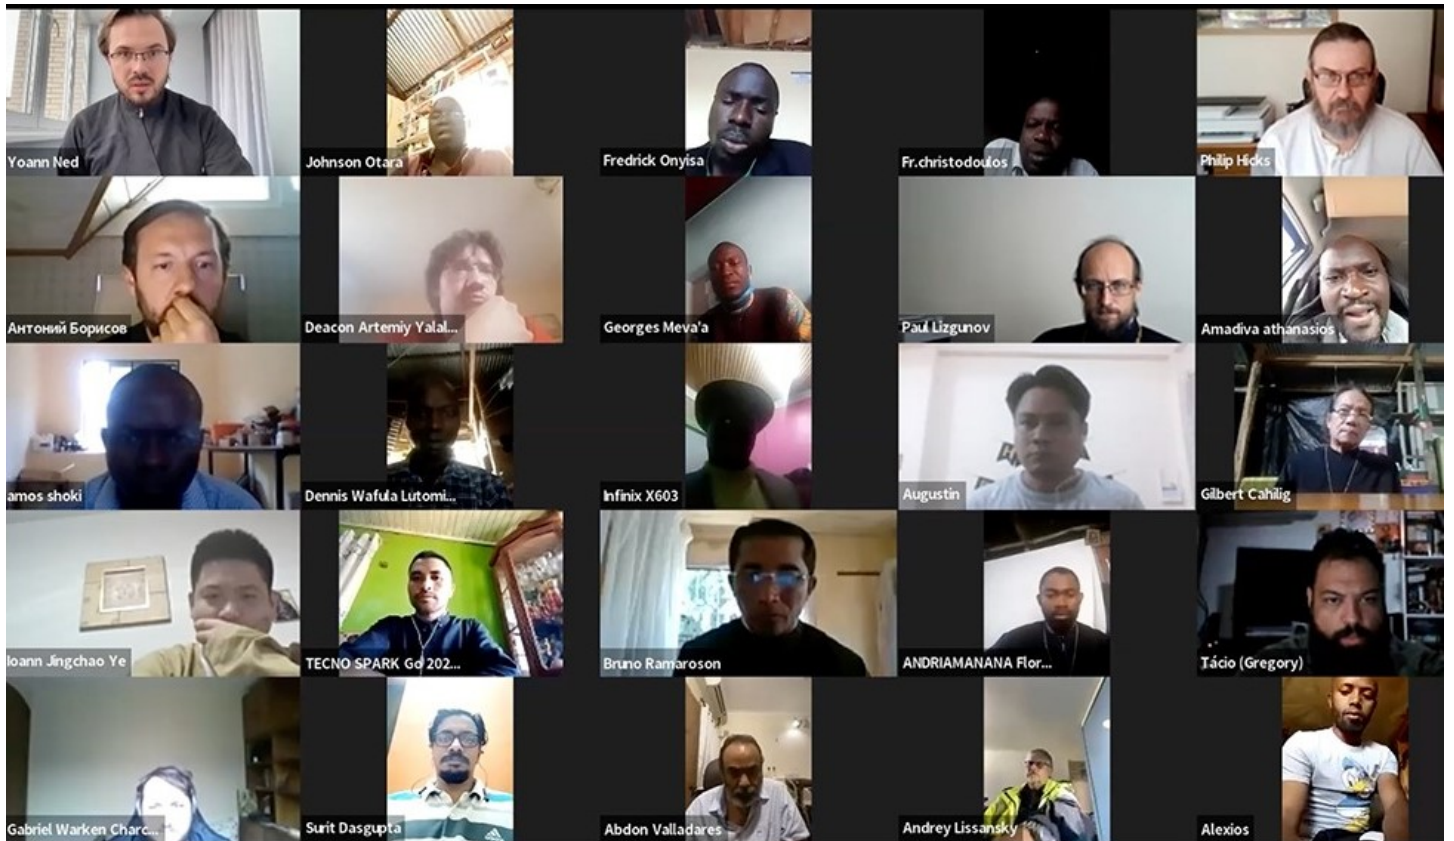 Yoann Ned
Johnson Otara
Fredrick Onyisa
Fr.christodoulos
Philip Hicks
Антоний Борисов
Deacon Artemiy Yalal...
Georges Meva'a
Paul Lizgunov
Amadiva athanasios
amos shoki
Dennis Wafula Lutomi...
Infinix X603
Augustin
Gilbert Cahilig
Ioann Jingchao Ye
TECNO SPARK Go 202...
Bruno Ramaroson
ANDRIAMANANA Flor...
Tácio (Gregory)
Gabriel Warken Charc...
Surit Dasgupta
Abdon Valladares
Andrey Lissansky
Alexios